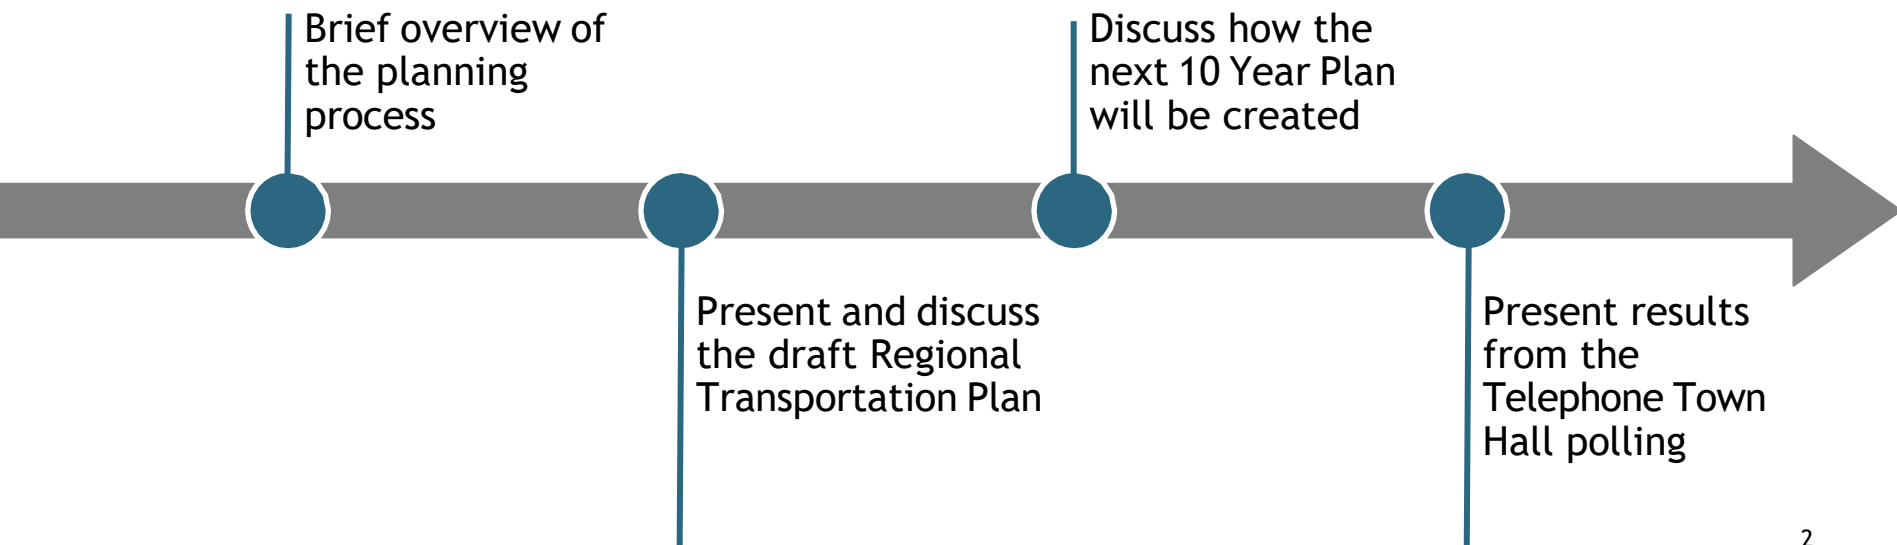 Brief overview of
the planning
process
Present and discuss
the draft Regional
Transportation Plan
Discuss how the
next 10 Year Plan
will be created
Present results
from the
Telephone Town
Hall polling
2